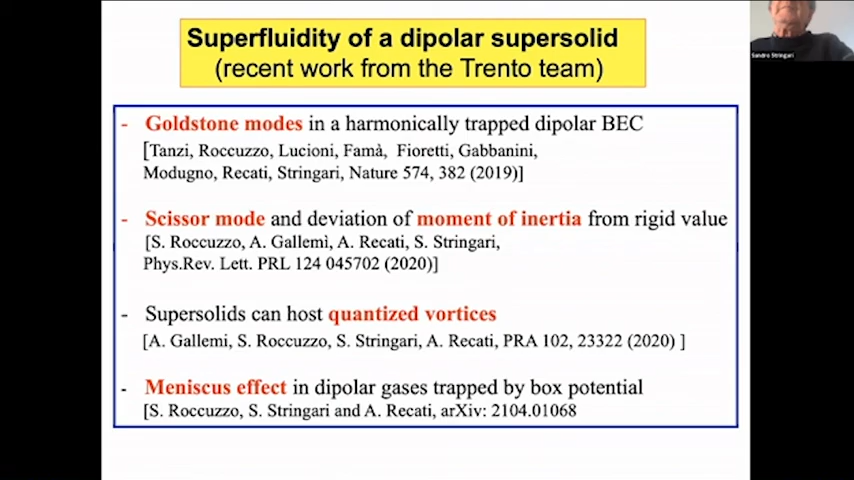 Superfluidity of a dipolar supersolid
(recent work from the Trento team)
Sandro Stringari
- Goldstone modes in a harmonically trapped dipolar BEC
[Tanzi, Roccuzzo, Lucioni, Famà, Fioretti, Gabbanini,
Modugno, Recati, Stringari, Nature 574, 382 (2019)]
- Scissor mode and deviation of moment of inertia from rigid value
[S. Roccuzzo, A. Gallemì, A. Recati, S. Stringari,
Phys.Rev. Lett. PRL 124 045702 (2020)]
- Supersolids can host quantized vortices
[A. Gallemi, S. Roccuzzo, S. Stringari, A. Recati, PRA 102, 23322 (2020) ]
- Meniscus effect in dipolar gases trapped by box potential
[S. Roccuzzo, S. Stringari and A. Recati, arXiv: 2104.01068